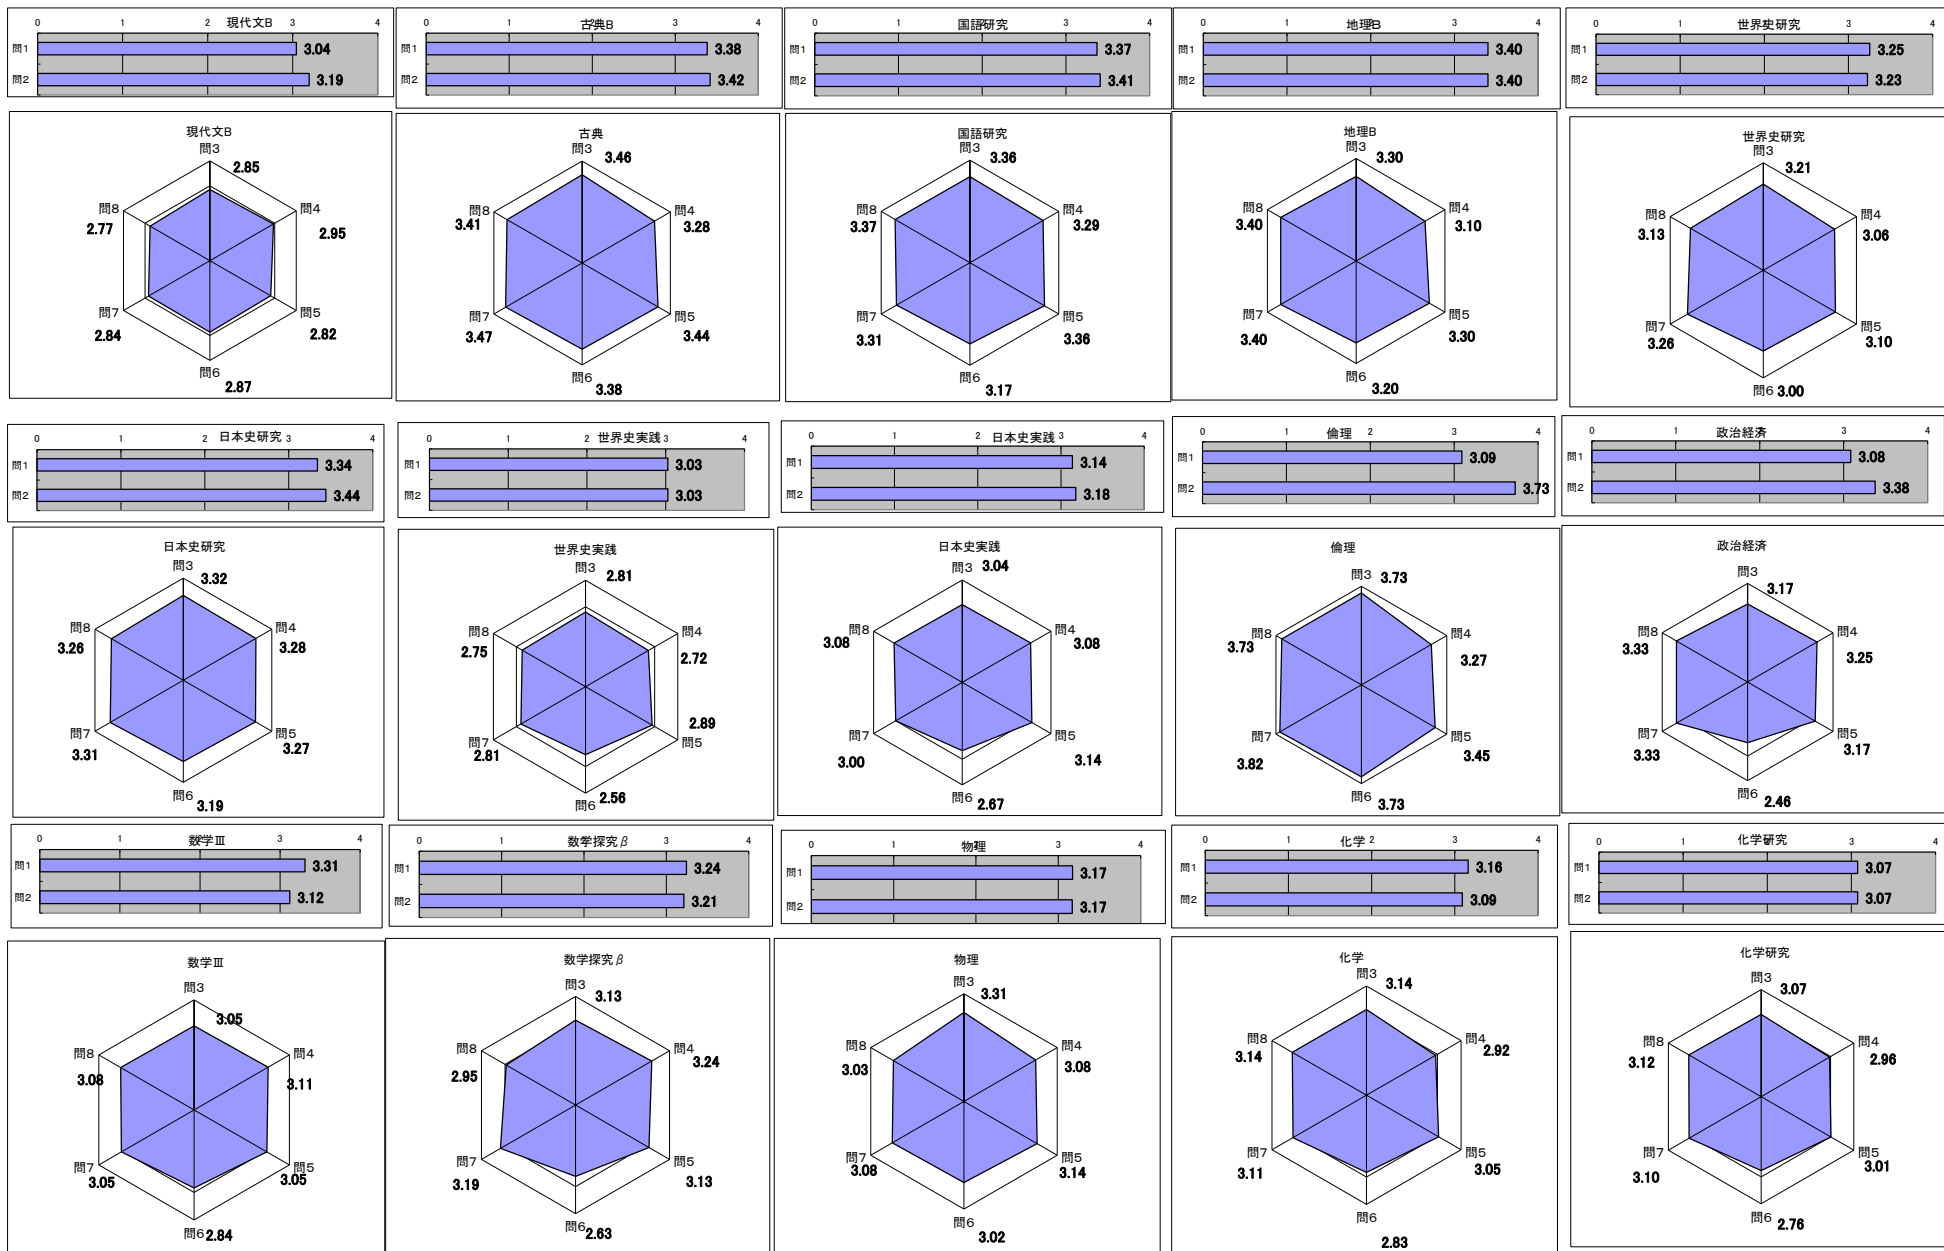 0 1 2 3 4
現代文B
問1 3.04
問2 3.19
0 1 2 3 4
古典B
問1 3.38
問2 3.42
0 1 2 3 4
国語研究
問1 3.37
問2 3.41
0 1 2 3 4
地理B
問1 3.40
問2 3.40
0 1 2 3 4
世界史研究
問1 3.25
問2 3.23
現代文B
問3 2.85
問4 2.95
問5 2.82
問6 2.87
問7 2.84
問8 2.77
古典
問3 3.46
問4 3.28
問5 3.44
問6 3.38
問7 3.47
問8 3.41
国語研究
問3 3.36
問4 3.29
問5 3.36
問6 3.17
問7 3.31
問8 3.37
地理B
問3 3.30
問4 3.10
問5 3.30
問6 3.20
問7 3.40
問8 3.40
世界史研究
問3 3.21
問4 3.06
問5 3.10
問6 3.00
問7 3.26
問8 3.13
0 1 2 3 4
日本史研究
問1 3.34
問2 3.44
0 1 2 3 4
世界史実践
問1 3.03
問2 3.03
0 1 2 3 4
日本史実践
問1 3.14
問2 3.18
0 1 2 3 4
倫理
問1 3.09
問2 3.73
0 1 2 3 4
政治経済
問1 3.08
問2 3.38
日本史研究
問3 3.32
問4 3.28
問5 3.27
問6 3.19
問7 3.31
問8 3.26
世界史実践
問3 2.81
問4 2.72
問5 2.89
問6 2.56
問7 2.81
問8 2.75
日本史実践
問3 3.04
問4 3.08
問5 3.14
問6 2.67
問7 3.00
問8 3.08
倫理
問3 3.73
問4 3.27
問5 3.45
問6 3.73
問7 3.82
問8 3.73
政治経済
問3 3.17
問4 3.25
問5 3.17
問6 2.46
問7 3.33
問8 3.33
0 1 2 3 4
数学Ⅲ
問1 3.31
問2 3.12
0 1 2 3 4
数学探究β
問1 3.24
問2 3.21
0 1 2 3 4
物理
問1 3.17
問2 3.17
0 1 2 3 4
化学
問1 3.16
問2 3.09
0 1 2 3 4
化学研究
問1 3.07
問2 3.07
数学Ⅲ
問3 3.05
問4 3.11
問5 3.05
問6 2.84
問7 3.05
問8 3.08
数学探究β
問3 3.13
問4 3.24
問5 3.13
問6 2.63
問7 3.19
問8 2.95
物理
問3 3.31
問4 3.08
問5 3.14
問6 3.02
問7 3.08
問8 3.03
化学
問3 3.14
問4 2.92
問5 3.05
問6 2.83
問7 3.11
問8 3.14
化学研究
問3 3.07
問4 2.96
問5 3.01
問6 2.76
問7 3.10
問8 3.12